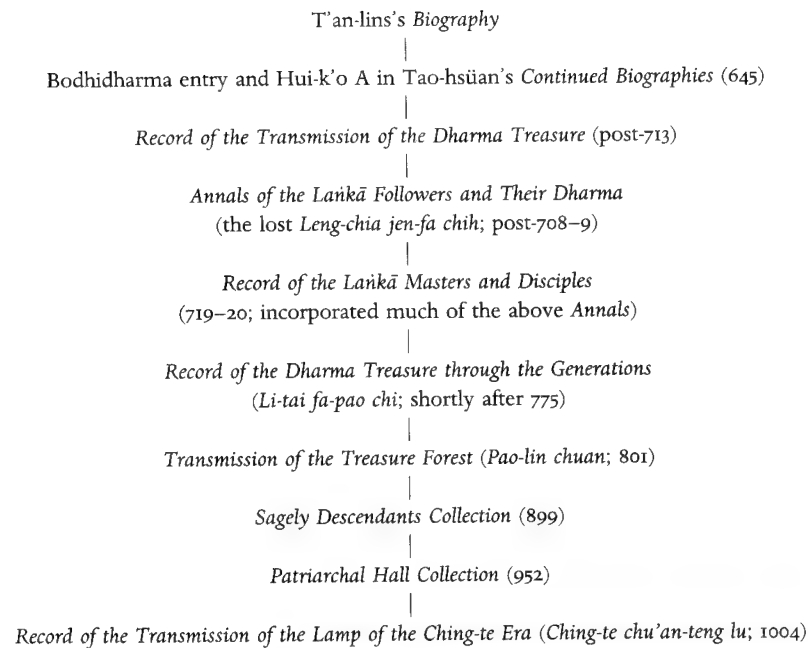 T'an-lins's Biography
Bodhidharma entry and Hui-k'o A in Tao-hsüan's Continued Biographies (645)
Record of the Transmission of the Dharma Treasure (post-713)
Annals of the Laṅkā Followers and Their Dharma
(the lost Leng-chia jen-fa chih; post-708–9)
Record of the Laṅkā Masters and Disciples
(719–20; incorporated much of the above Annals)
Record of the Dharma Treasure through the Generations
(Li-tai fa-pao chi; shortly after 775)
Transmission of the Treasure Forest (Pao-lin chuan; 801)
Sagely Descendants Collection (899)
Patriarchal Hall Collection (952)
Record of the Transmission of the Lamp of the Ching-te Era (Ching-te chu'an-teng lu; 1004)